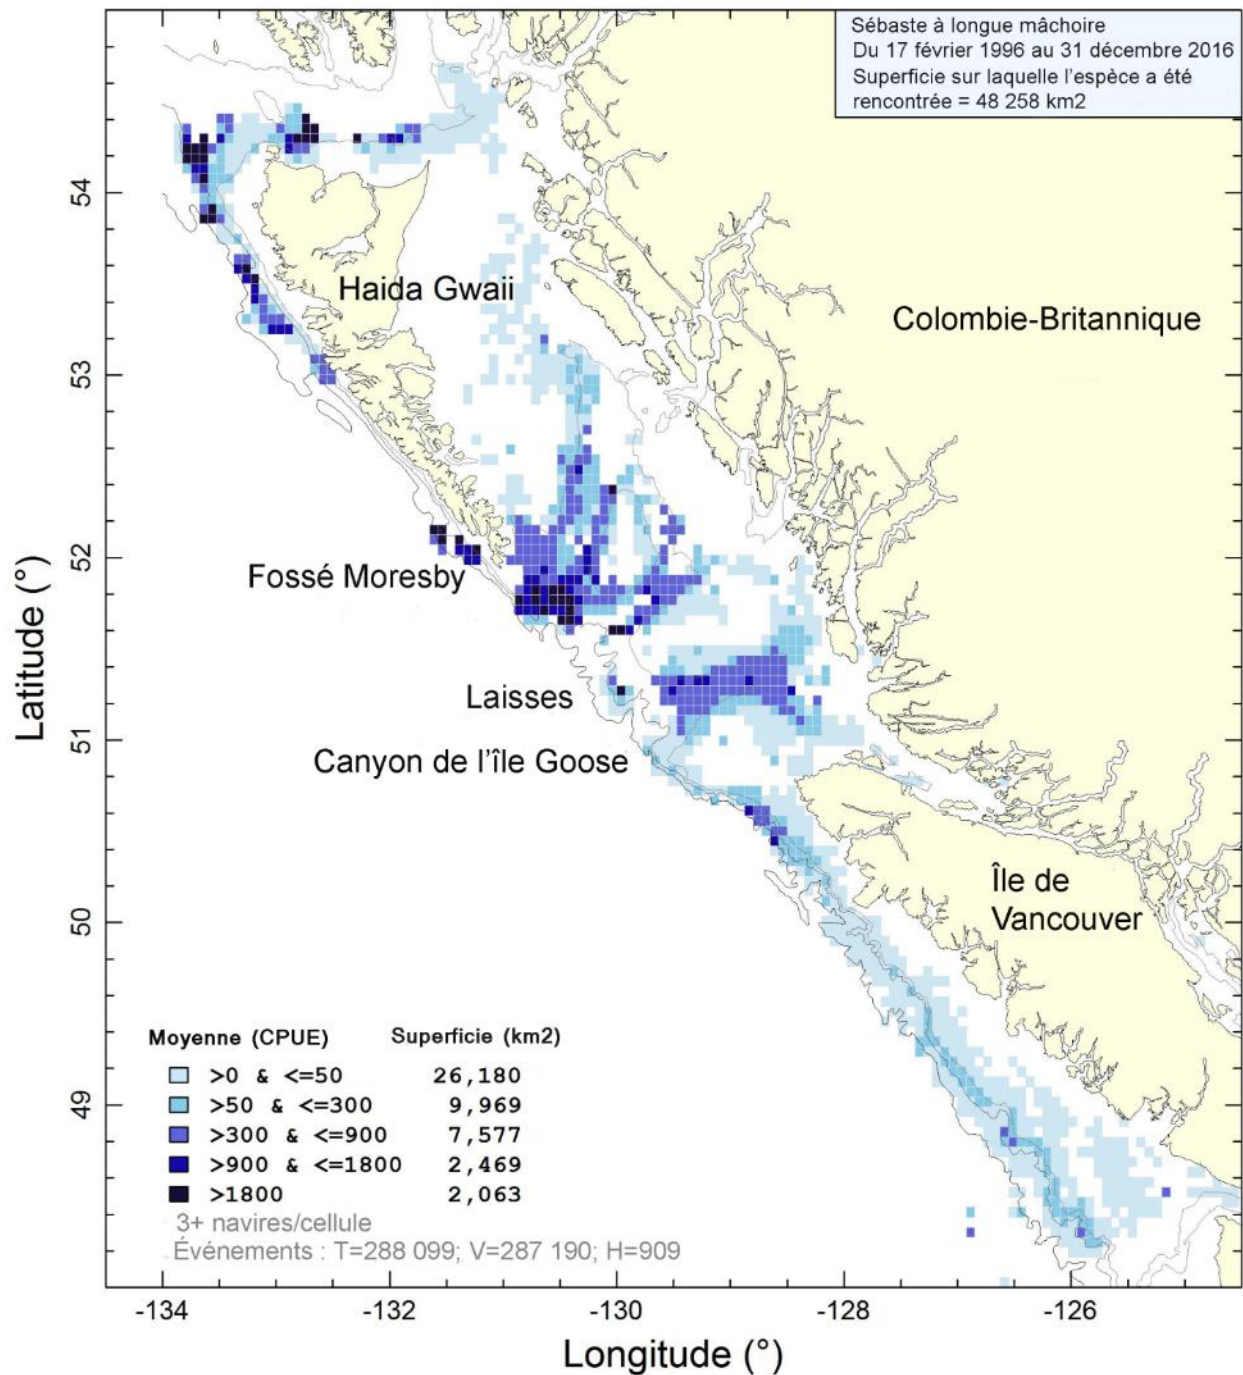 Sébaste à longue mâchoire
Du 17 février 1996 au 31 décembre 2016
Superficie sur laquelle l'espèce a été
rencontrée = 48 258 km2
Haida Gwaii
Colombie-Britannique
Fossé Moresby
Laisses
Canyon de l'île Goose
Île de
Vancouver
Latitude (°)
54
53
52
51
50
49
Moyenne (CPUE) Superficie (km2)
>0 & <=50 26,180
>50 & <=300 9,969
>300 & <=900 7,577
>900 & <=1800 2,469
>1800 2,063
3+ navires/cellule
Événements : T=288 099; V=287 190; H=909
-134 -132 -130 -128 -126
Longitude (°)